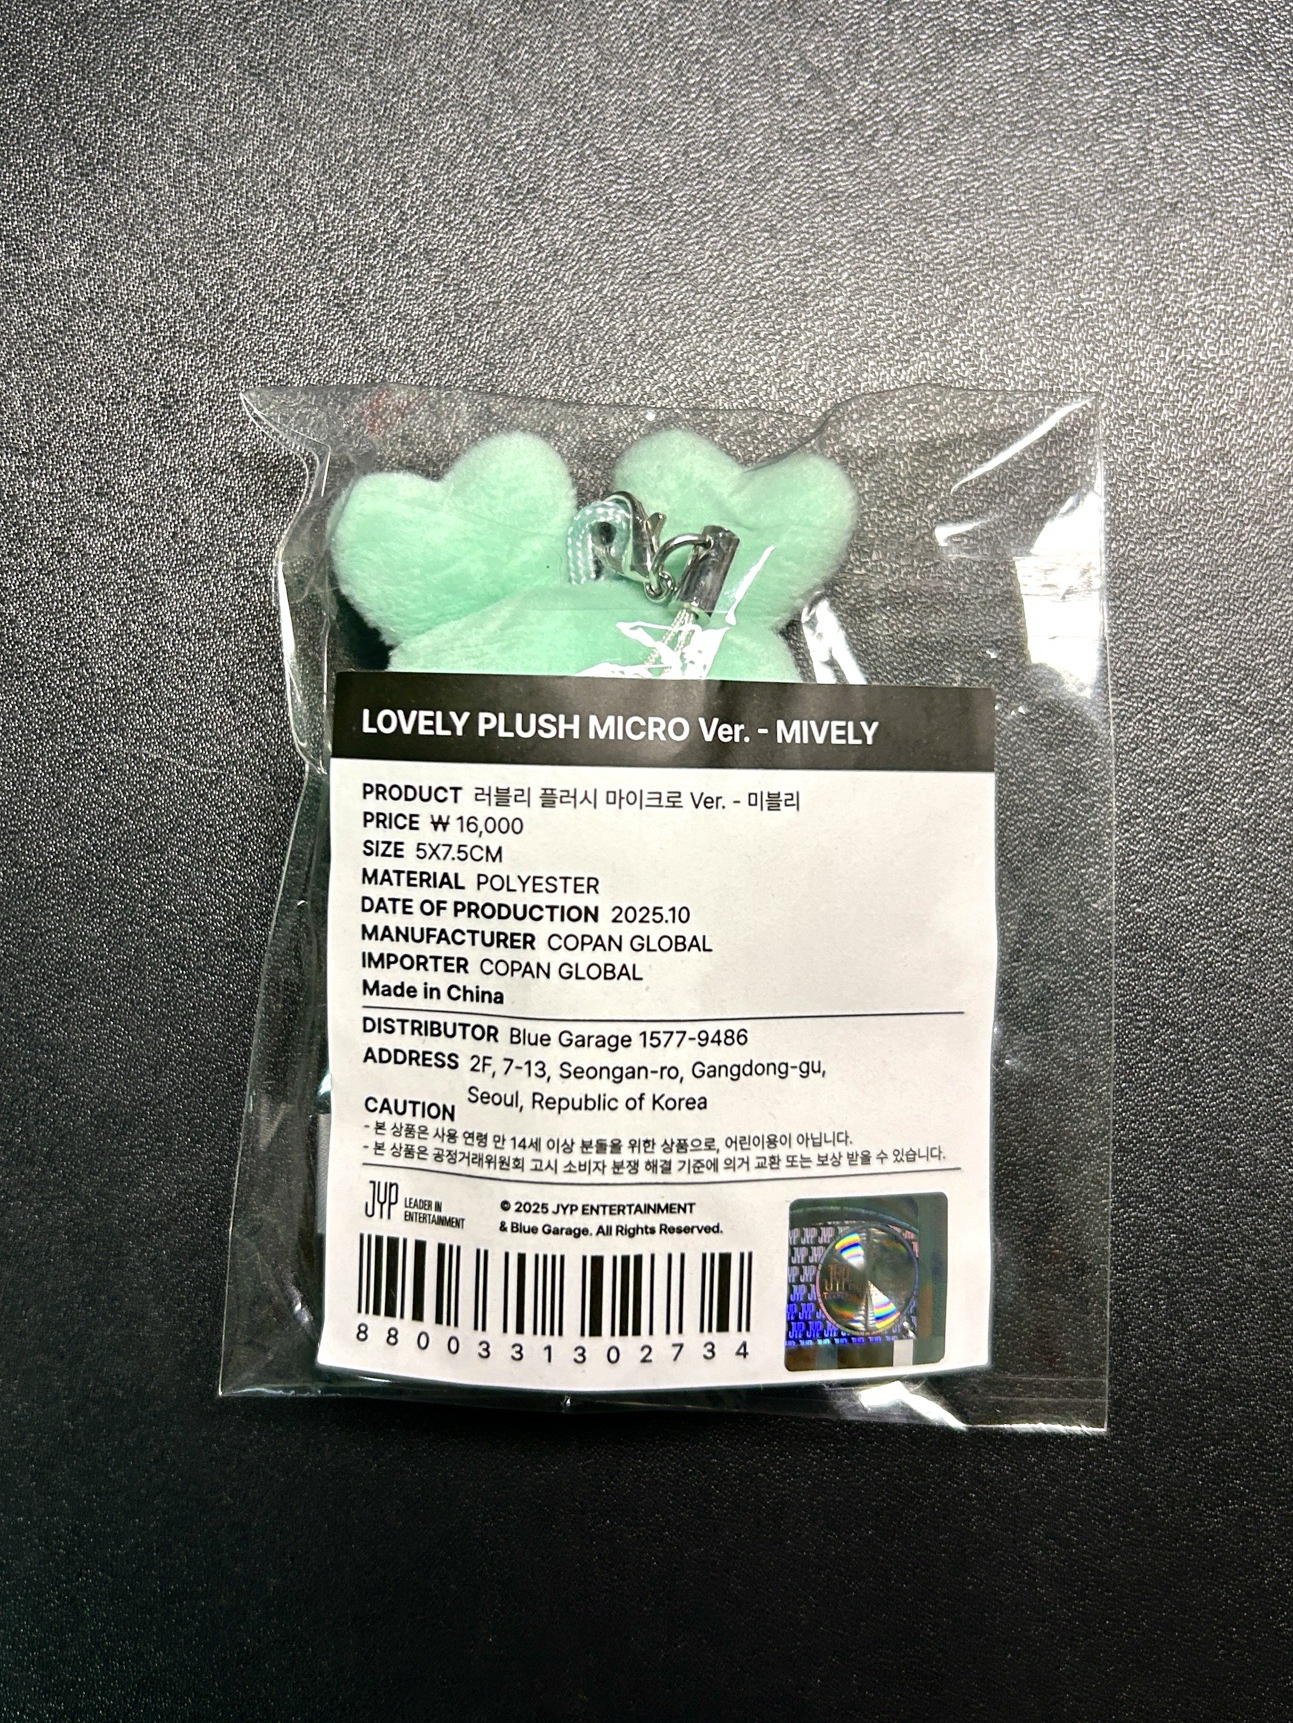 LOVELY PLUSH MICRO Ver. - MIVELY
PRODUCT 러블리 플러시 마이크로 Ver. - 미블리
PRICE ₩ 16,000
SIZE 5X7.5CM
MATERIAL POLYESTER
DATE OF PRODUCTION 2025.10
MANUFACTURER COPAN GLOBAL
IMPORTER COPAN GLOBAL
Made in China
DISTRIBUTOR Blue Garage 1577-9486
ADDRESS 2F, 7-13, Seongan-ro, Gangdong-gu,
Seoul, Republic of Korea
CAUTION
- 본 상품은 사용 연령 만 14세 이상 분들을 위한 상품으로, 어린이용이 아닙니다.
- 본 상품은 공정거래위원회 고시 소비자 분쟁 해결 기준에 의거 교환 또는 보상 받을 수 있습니다.
JYP LEADER IN
ENTERTAINMENT
© 2025 JYP ENTERTAINMENT
& Blue Garage. All Rights Reserved.
8800331302734
JYP JYP JYP